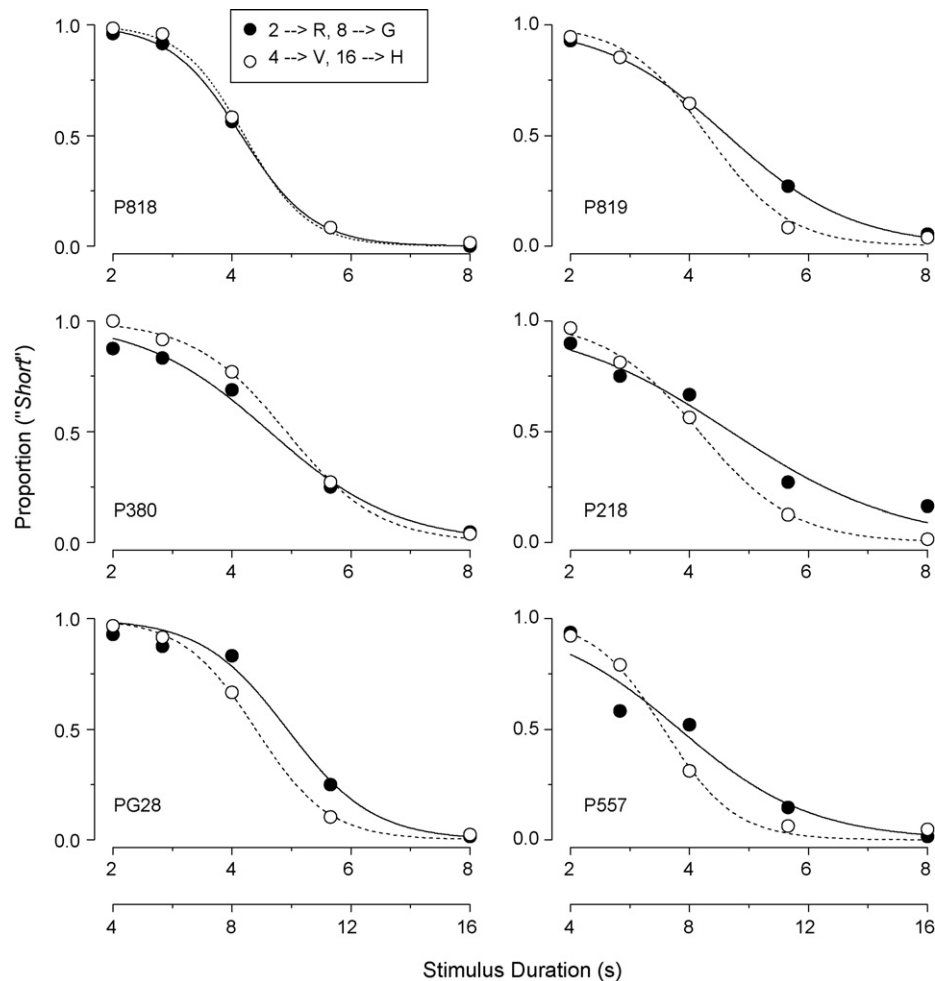 2 --> R, 8 --> G
4 --> V, 16 --> H
1.0 0.5 0.0
P818
2 4 6 8
1.0 0.5 0.0
P819
2 4 6 8
Proportion ("Short")
1.0 0.5 0.0
P380
2 4 6 8
1.0 0.5 0.0
P218
2 4 6 8
1.0 0.5 0.0
PG28
2 4 6 8
1.0 0.5 0.0
P557
2 4 6 8
4 8 12 16
4 8 12 16
Stimulus Duration (s)